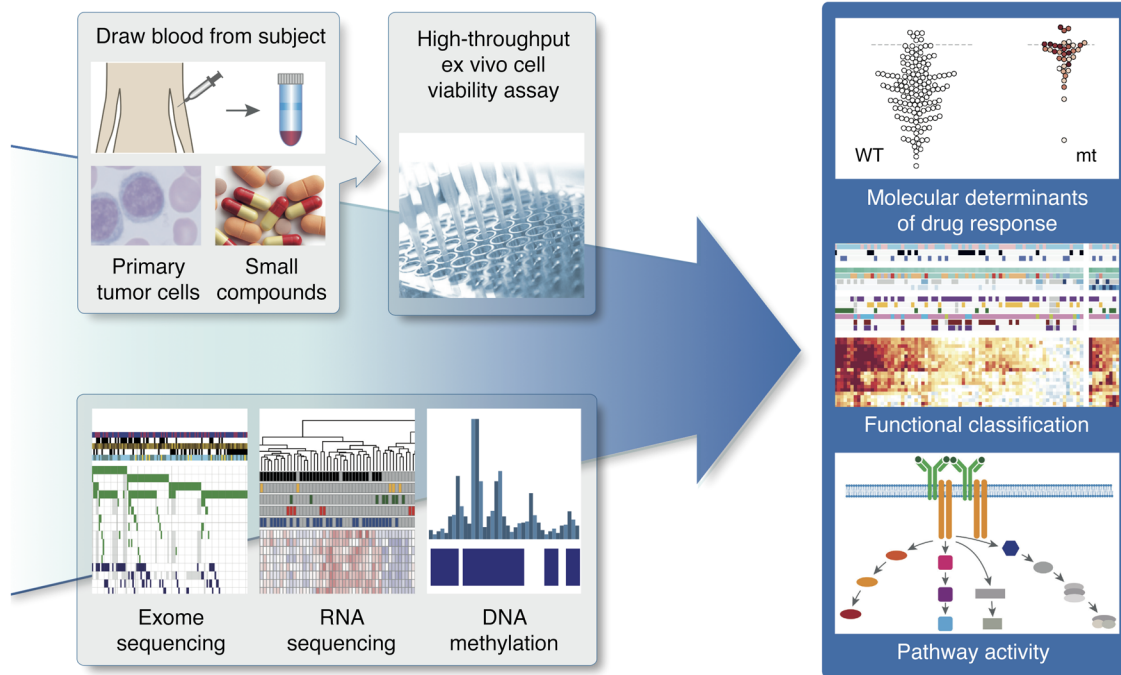 Draw blood from subject
Primary
tumor cells
Small
compounds
High-throughput
ex vivo cell
viability assay
Exome
sequencing
RNA
sequencing
DNA
methylation
WT
mt
Molecular determinants
of drug response
Functional classification
Pathway activity